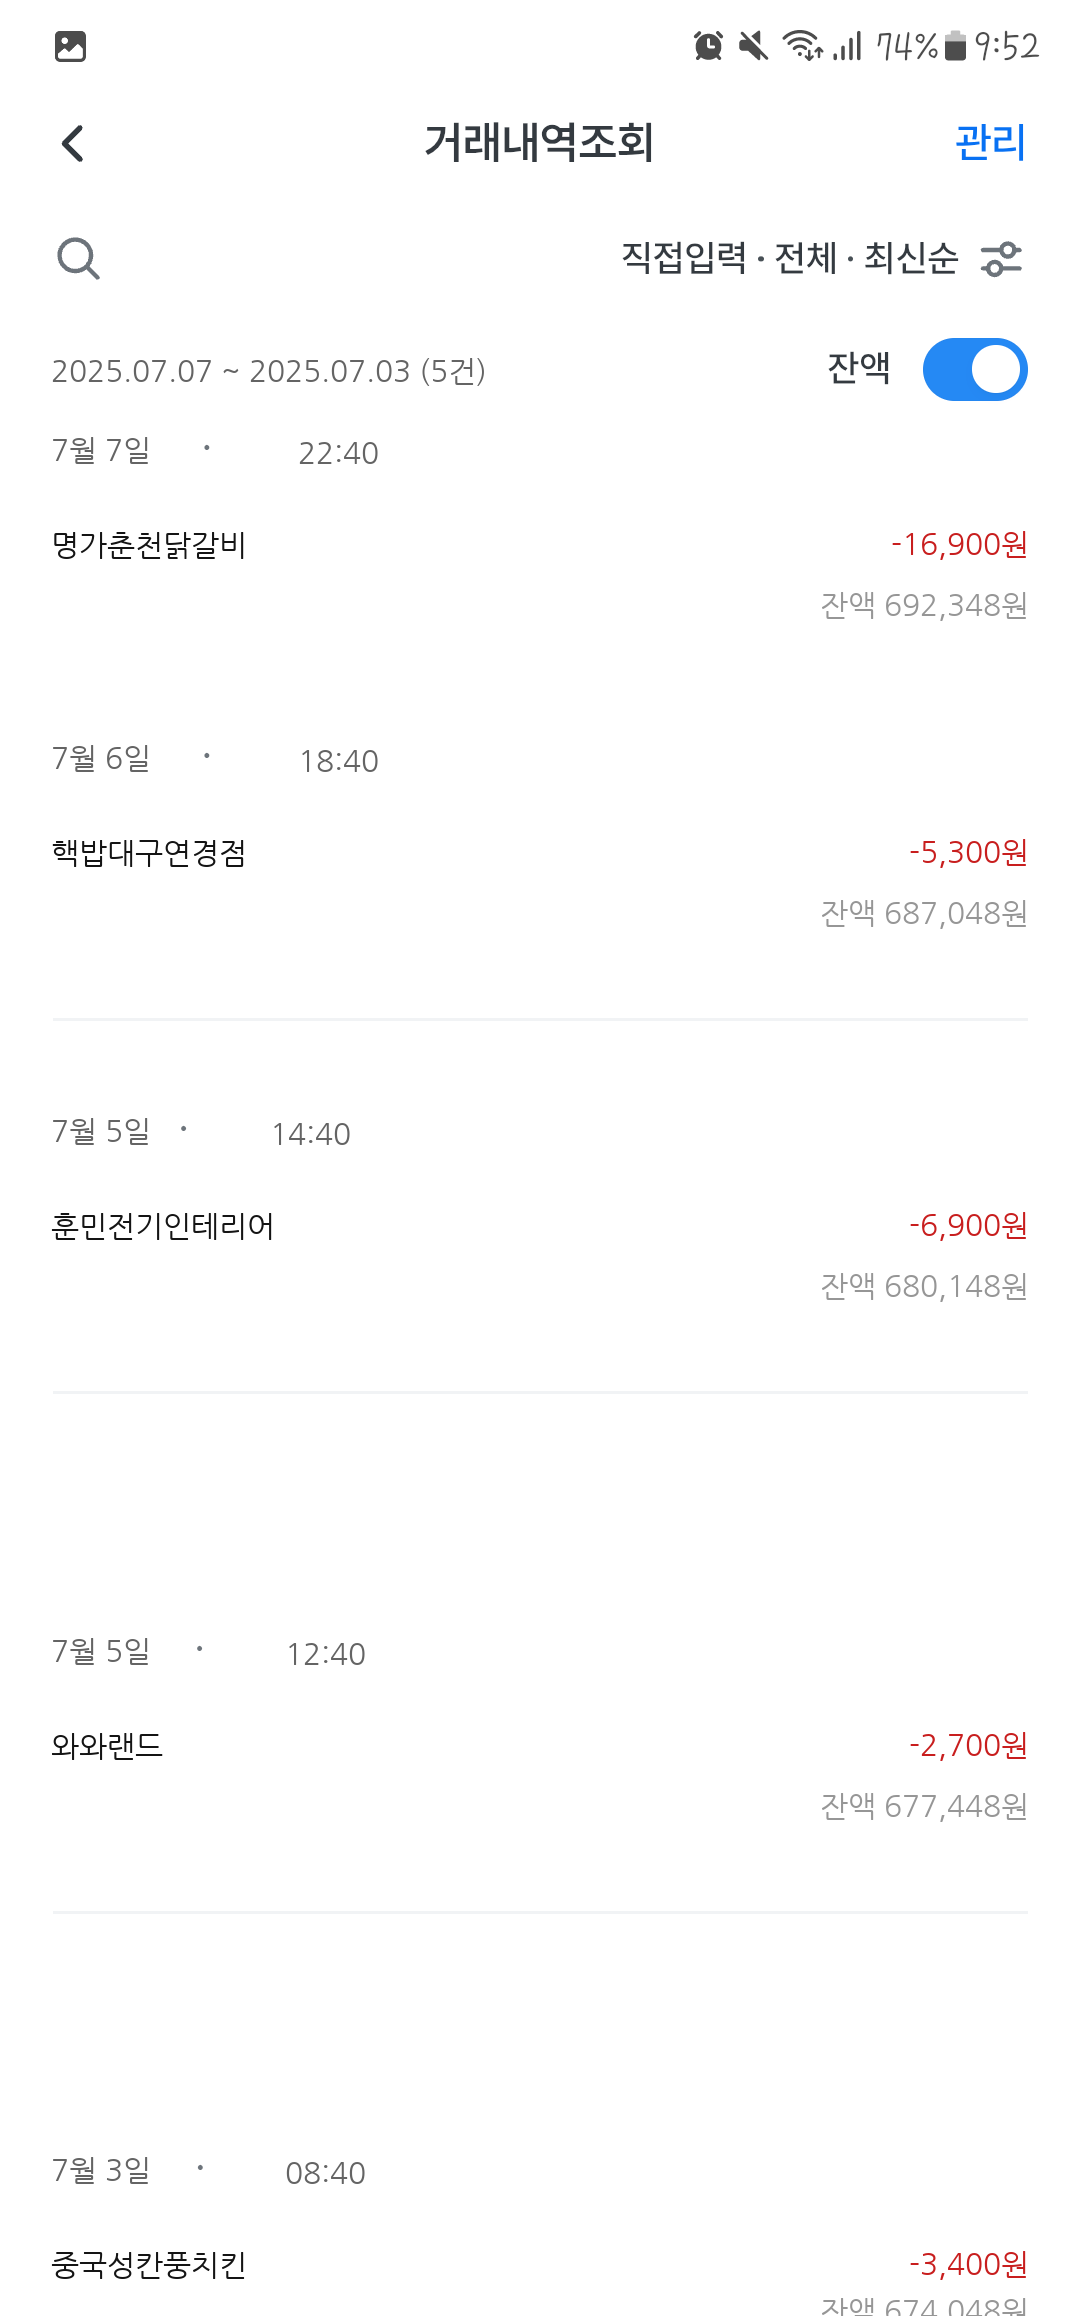 74% 9:52
거래내역조회 관리
직접입력 · 전체 · 최신순
2025.07.07 ~ 2025.07.03 (5건) 잔액
7월 7일 · 22:40
명가춘천닭갈비 -16,900원
잔액 692,348원
7월 6일 · 18:40
핵밥대구연경점 -5,300원
잔액 687,048원
7월 5일 · 14:40
훈민전기인테리어 -6,900원
잔액 680,148원
7월 5일 · 12:40
와와랜드 -2,700원
잔액 677,448원
7월 3일 · 08:40
중국성칸풍치킨 -3,400원
잔액 674,048원